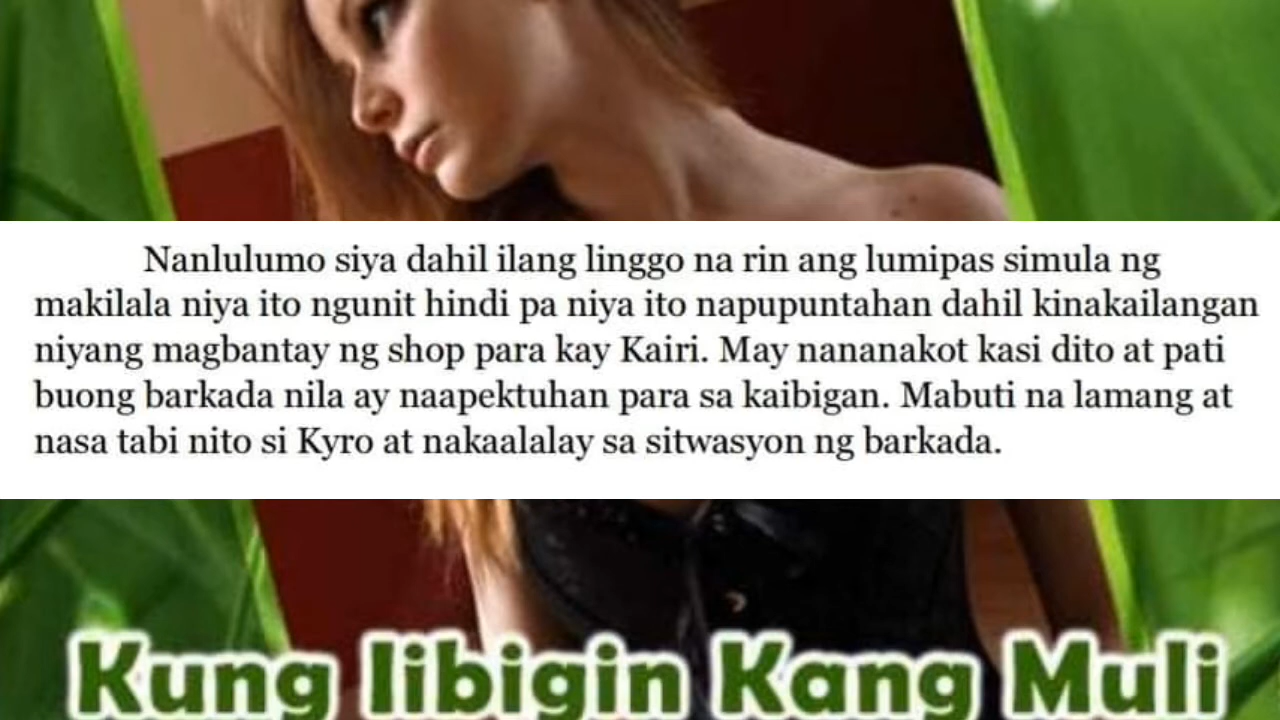 Nanlulumo siya dahil ilang linggo na rin ang lumipas simula ng
makilala niya ito ngunit hindi pa niya ito napupuntahan dahil kinakailangan
niyang magbantay ng shop para kay Kairi. May nananakot kasi dito at pati
buong barkada nila ay naapektuhan para sa kaibigan. Mabuti na lamang at
nasa tabi nito si Kyro at nakaalalay sa sitwasyon ng barkada.
Kung Iibigin Kang Muli